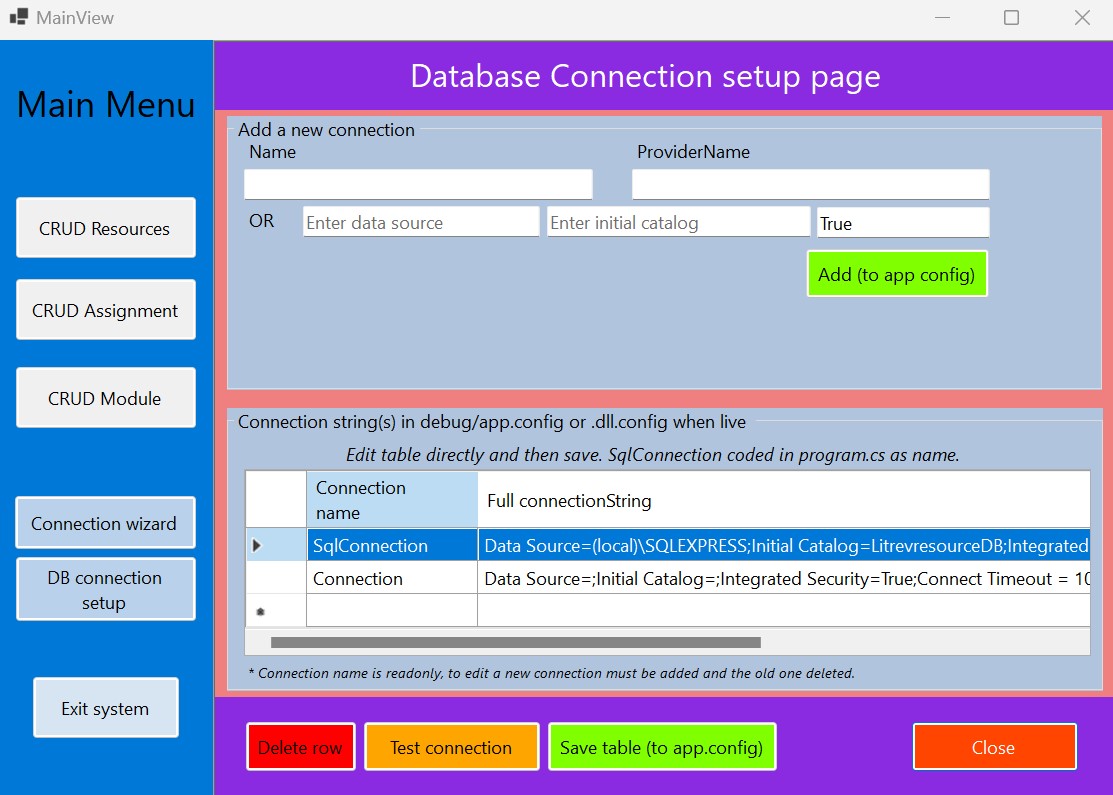 MainView
Main Menu
CRUD Resources
CRUD Assignment
CRUD Module
Connection wizard
DB connection
setup
Exit system
Database Connection setup page
Add a new connection
Name
ProviderName
OR
Enter data source
Enter initial catalog
True
Add (to app config)
Connection string(s) in debug/app.config or .dll.config when live
Edit table directly and then save. SqlConnection coded in program.cs as name.
Connection
name
Full connectionString
SqlConnection
Data Source=(local)\SQLEXPRESS;Initial Catalog=LitrevresourceDB;Integrated
Connection
Data Source=;Initial Catalog=;Integrated Security=True;Connect Timeout = 10
* Connection name is readonly, to edit a new connection must be added and the old one deleted.
Delete row
Test connection
Save table (to app.config)
Close